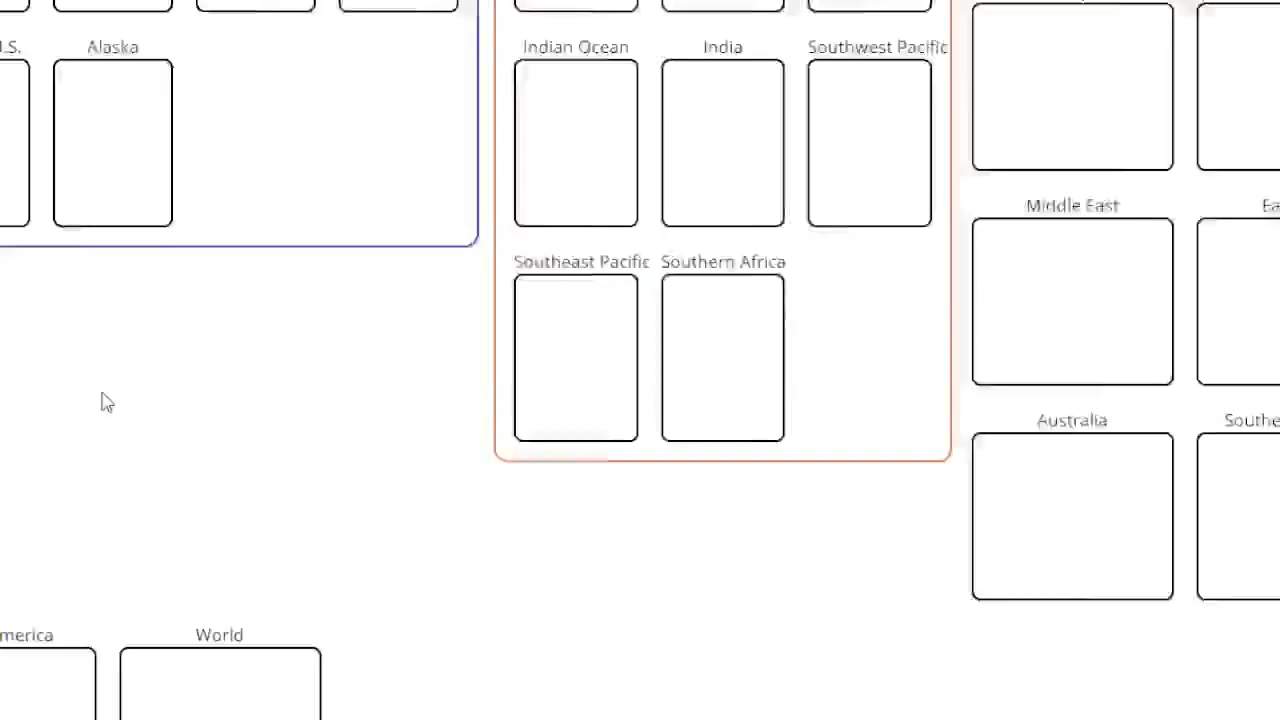 Alaska
Indian Ocean
India
Southwest Pacific
Middle East
Southeast Pacific
Southern Africa
Australia
World